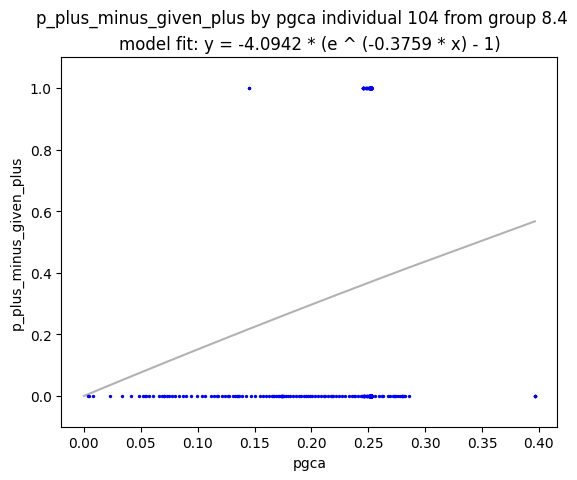 p_plus_minus_given_plus by pgca individual 104 from group 8.4
model fit: y = -4.0942 * (e ^ (-0.3759 * x) - 1)
1.0
0.8
0.6
0.4
0.2
0.0
p_plus_minus_given_plus
0.00 0.05 0.10 0.15 0.20 0.25 0.30 0.35 0.40
pgca